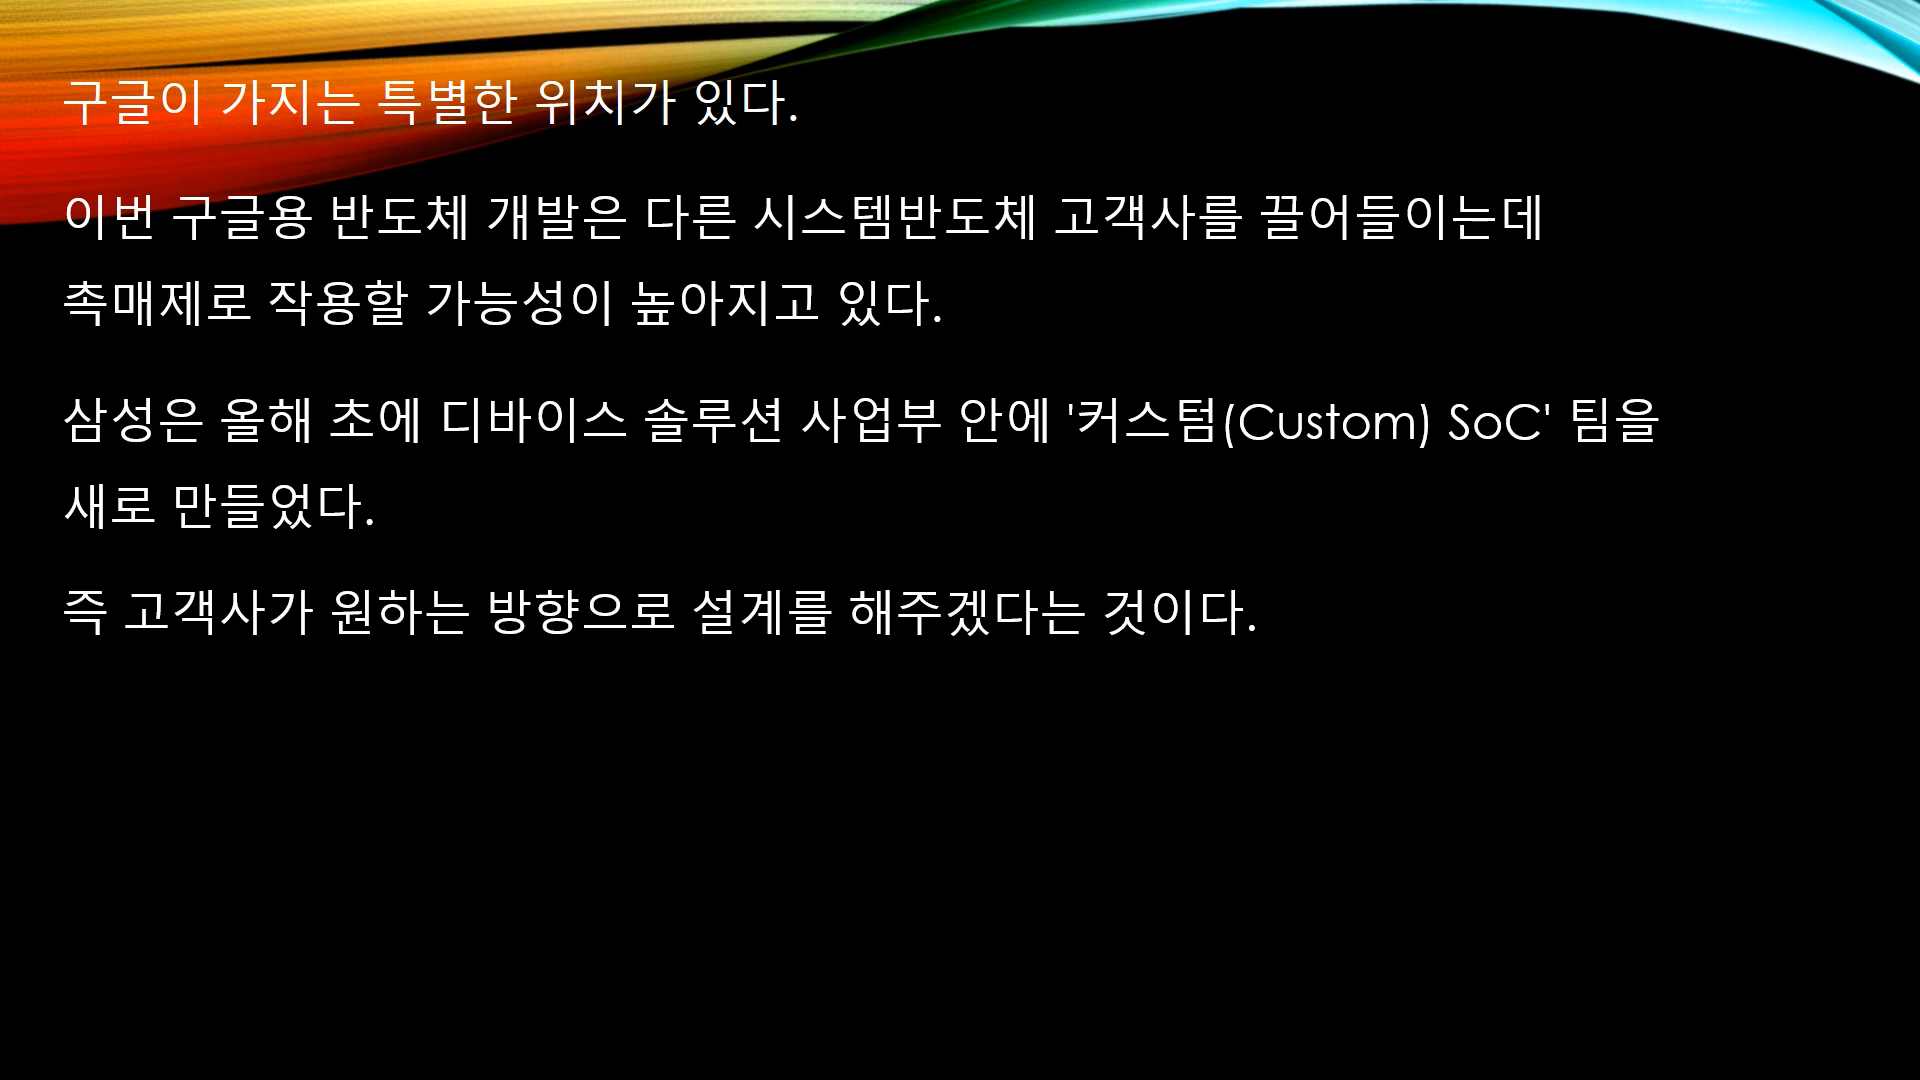 구글이 가지는 특별한 위치가 있다.
이번 구글용 반도체 개발은 다른 시스템반도체 고객사를 끌어들이는데
촉매제로 작용할 가능성이 높아지고 있다.
삼성은 올해 초에 디바이스 솔루션 사업부 안에 '커스텀(Custom) SoC' 팀을
새로 만들었다.
즉 고객사가 원하는 방향으로 설계를 해주겠다는 것이다.